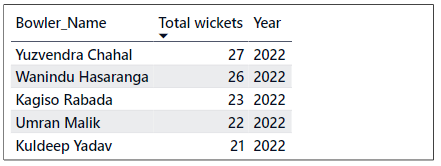 Bowler_Name Total wickets Year
Yuzvendra Chahal 27 2022
Wanindu Hasaranga 26 2022
Kagiso Rabada 23 2022
Umran Malik 22 2022
Kuldeep Yadav 21 2022